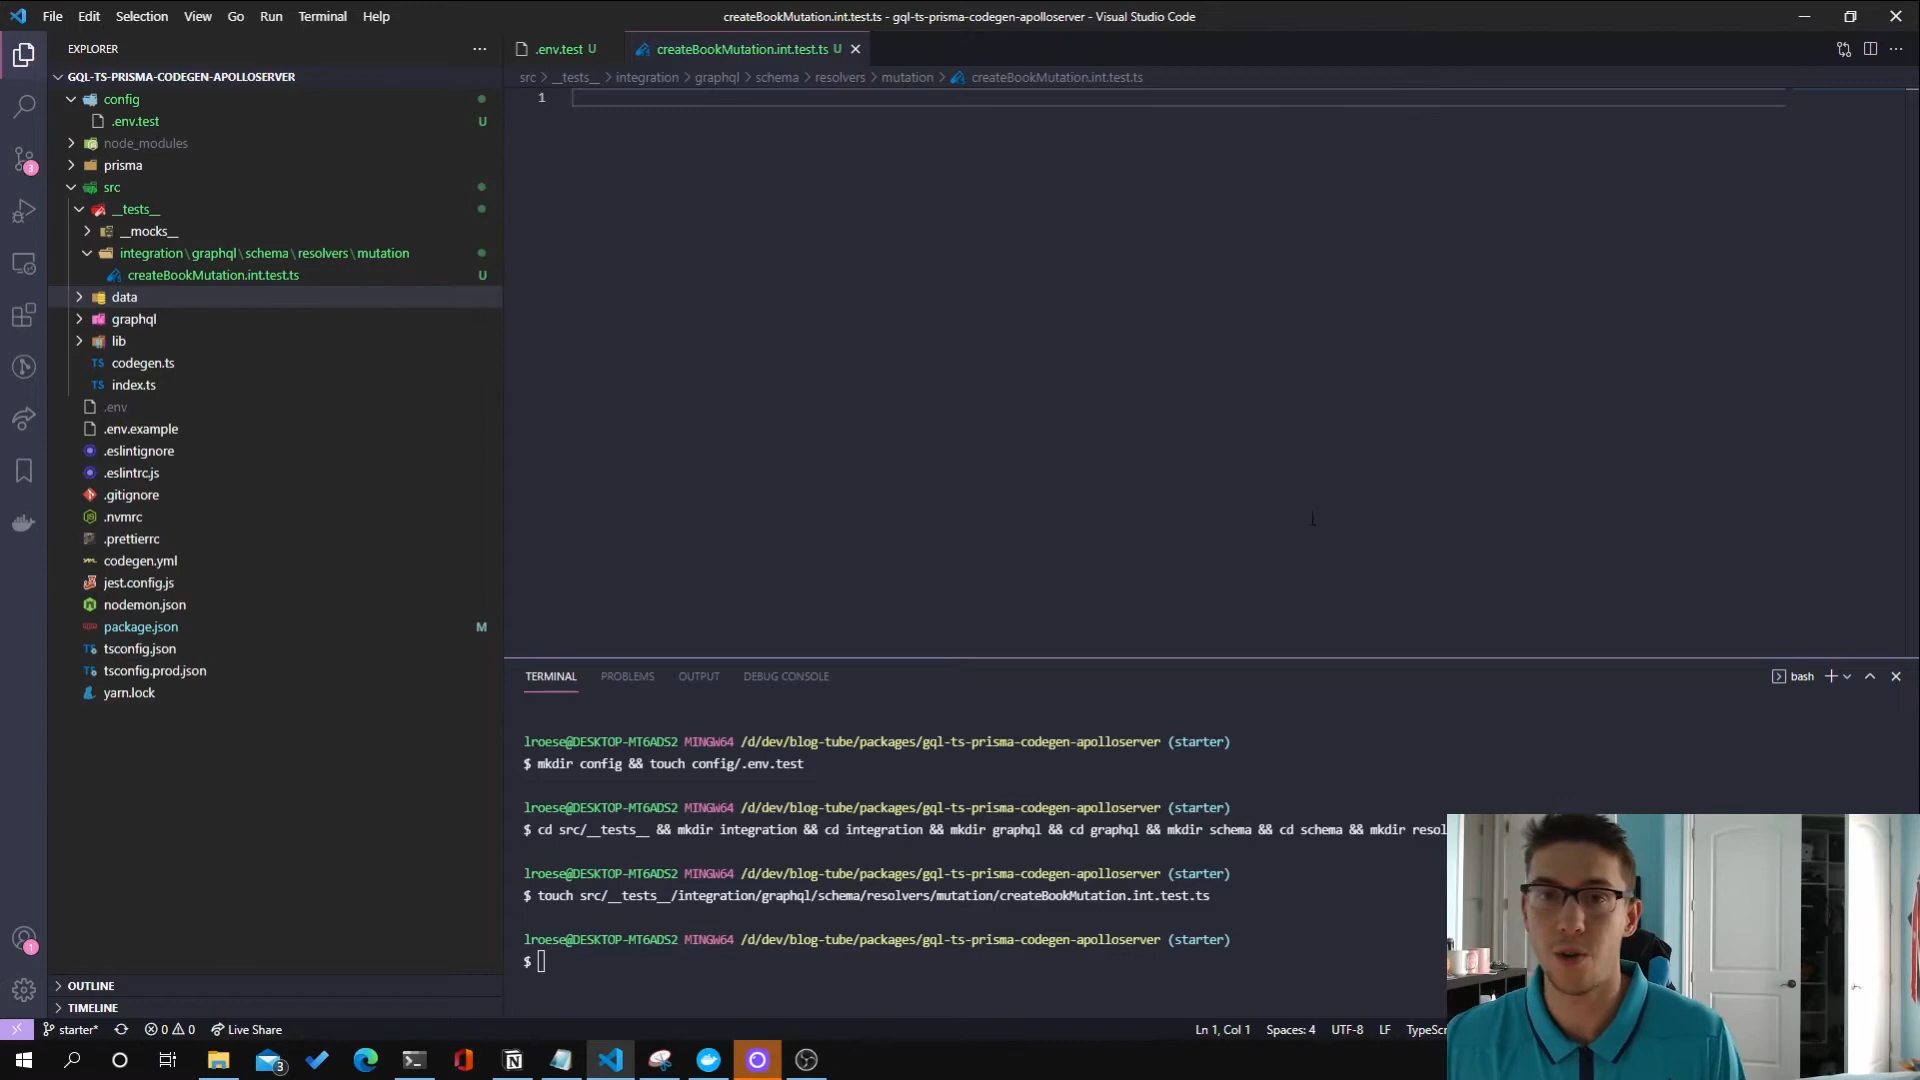 File Edit Selection View Go Run Terminal Help
createBookMutation.int.test.ts - gql-ts-prisma-codegen-apolloserver - Visual Studio Code
EXPLORER
GQL-TS-PRISMA-CODEGEN-APOLLOSERVER
config
.env.test U
node_modules
prisma
src
__tests__
__mocks__
integration\graphql\schema\resolvers\mutation
createBookMutation.int.test.ts U
data
graphql
lib
TS codegen.ts
TS index.ts
.env
.env.example
.eslintignore
.eslintrc.js
.gitignore
.nvmrc
.prettierrc
codegen.yml
jest.config.js
nodemon.json
package.json M
tsconfig.json
tsconfig.prod.json
yarn.lock
OUTLINE
TIMELINE
.env.test U createBookMutation.int.test.ts U
src > __tests__ > integration > graphql > schema > resolvers > mutation > createBookMutation.int.test.ts
1
TERMINAL PROBLEMS OUTPUT DEBUG CONSOLE
bash
lroese@DESKTOP-MT6ADS2 MINGW64 /d/dev/blog-tube/packages/gql-ts-prisma-codegen-apolloserver (starter)
$ mkdir config && touch config/.env.test
lroese@DESKTOP-MT6ADS2 MINGW64 /d/dev/blog-tube/packages/gql-ts-prisma-codegen-apolloserver (starter)
$ cd src/__tests__ && mkdir integration && cd integration && mkdir graphql && cd graphql && mkdir schema && cd schema && mkdir resol
lroese@DESKTOP-MT6ADS2 MINGW64 /d/dev/blog-tube/packages/gql-ts-prisma-codegen-apolloserver (starter)
$ touch src/__tests__/integration/graphql/schema/resolvers/mutation/createBookMutation.int.test.ts
lroese@DESKTOP-MT6ADS2 MINGW64 /d/dev/blog-tube/packages/gql-ts-prisma-codegen-apolloserver (starter)
$
3
1
starter* 0 0 Live Share
Ln 1, Col 1 Spaces: 4 UTF-8 LF TypeScr
3